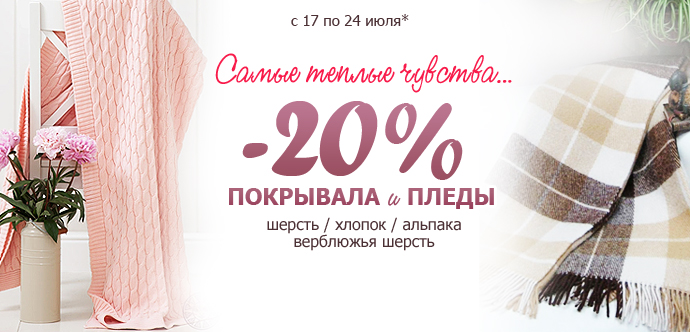 с 17 по 24 июля*
Самые теплые чувства...
-20%
ПОКРЫВАЛА и ПЛЕДЫ
шерсть / хлопок / альпака
верблюжья шерсть